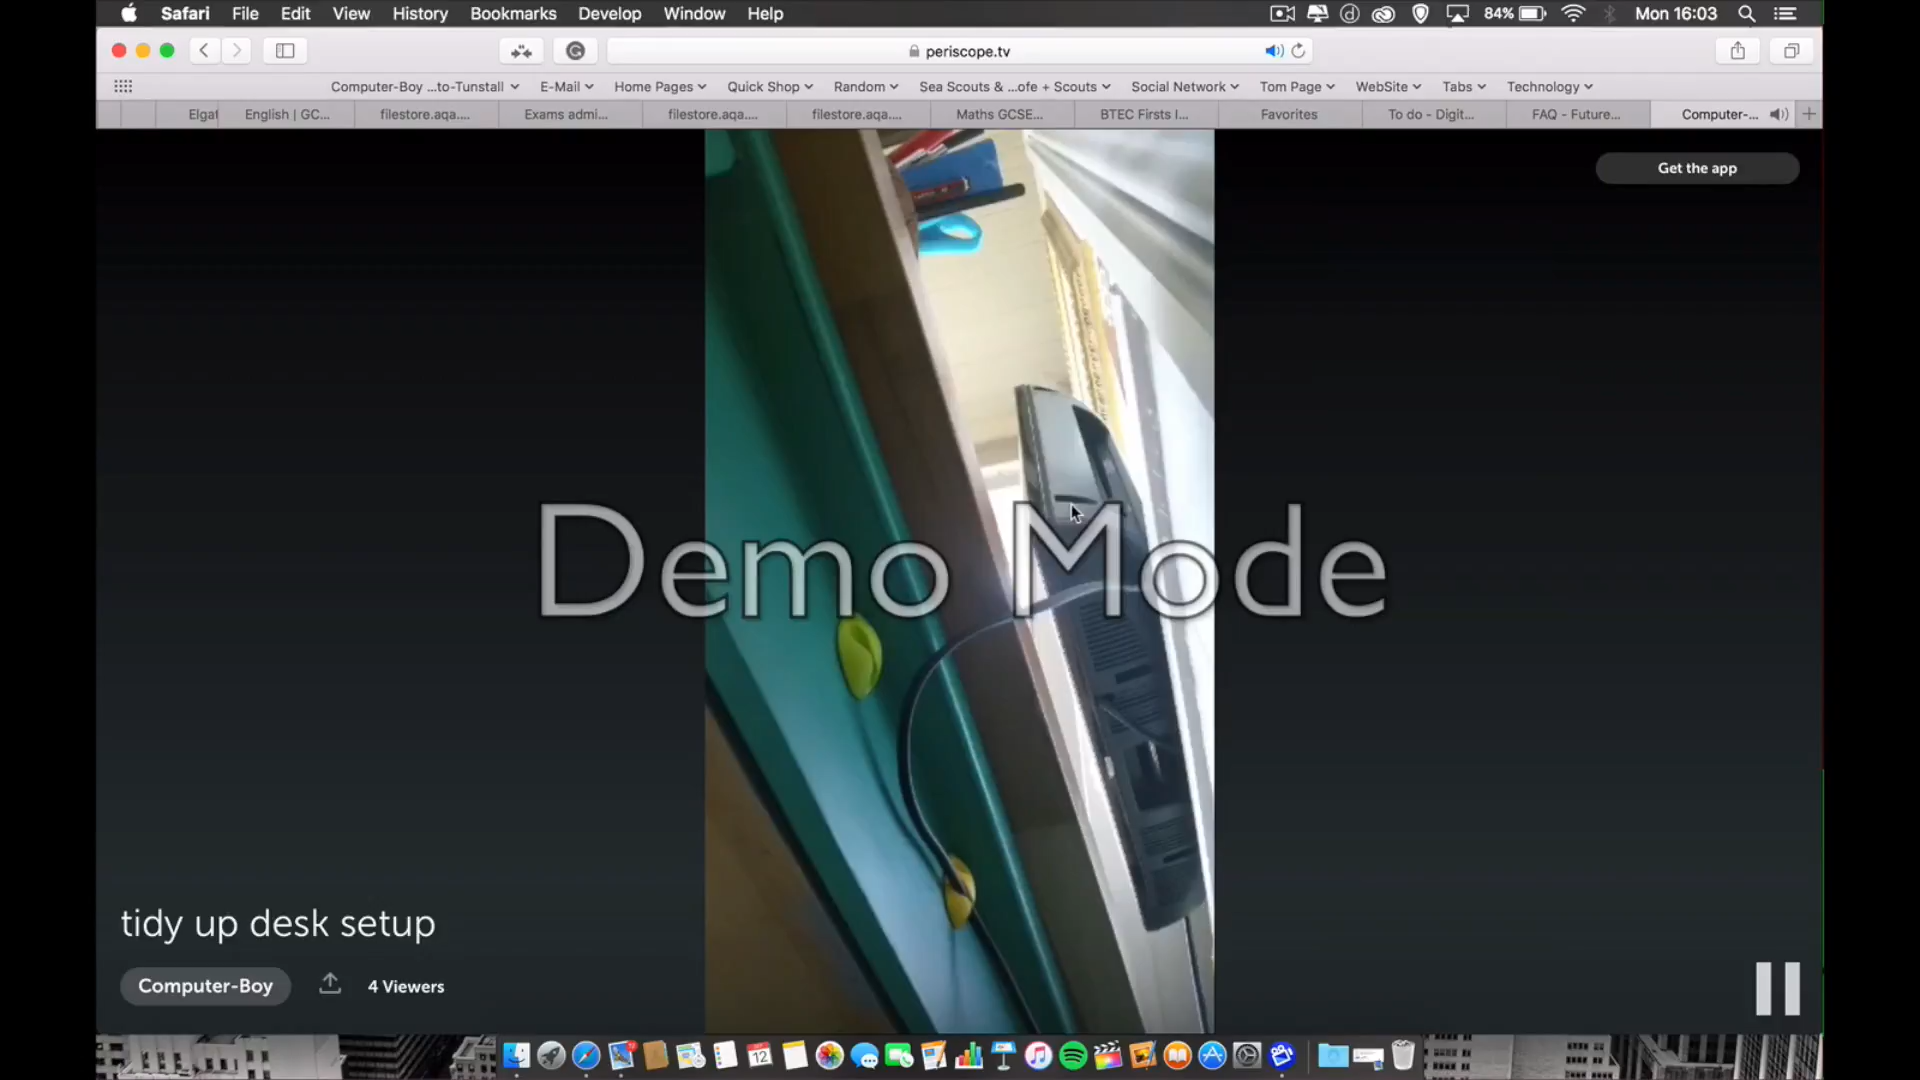 Safari File Edit View History Bookmarks Develop Window Help 84% Mon 16:03
periscope.tv
Computer-Boy ...to-Tunstall E-Mail Home Pages Quick Shop Random Sea Scouts & ...ofe + Scouts Social Network Tom Page WebSite Tabs Technology
Elgat English | GC... filestore.aqa.... Exams admi... filestore.aqa.... filestore.aqa.... Maths GCSE... BTEC Firsts I... Favorites To do - Digit... FAQ - Future... Computer-...
Get the app
Demo Mode
tidy up desk setup
Computer-Boy 4 Viewers
12